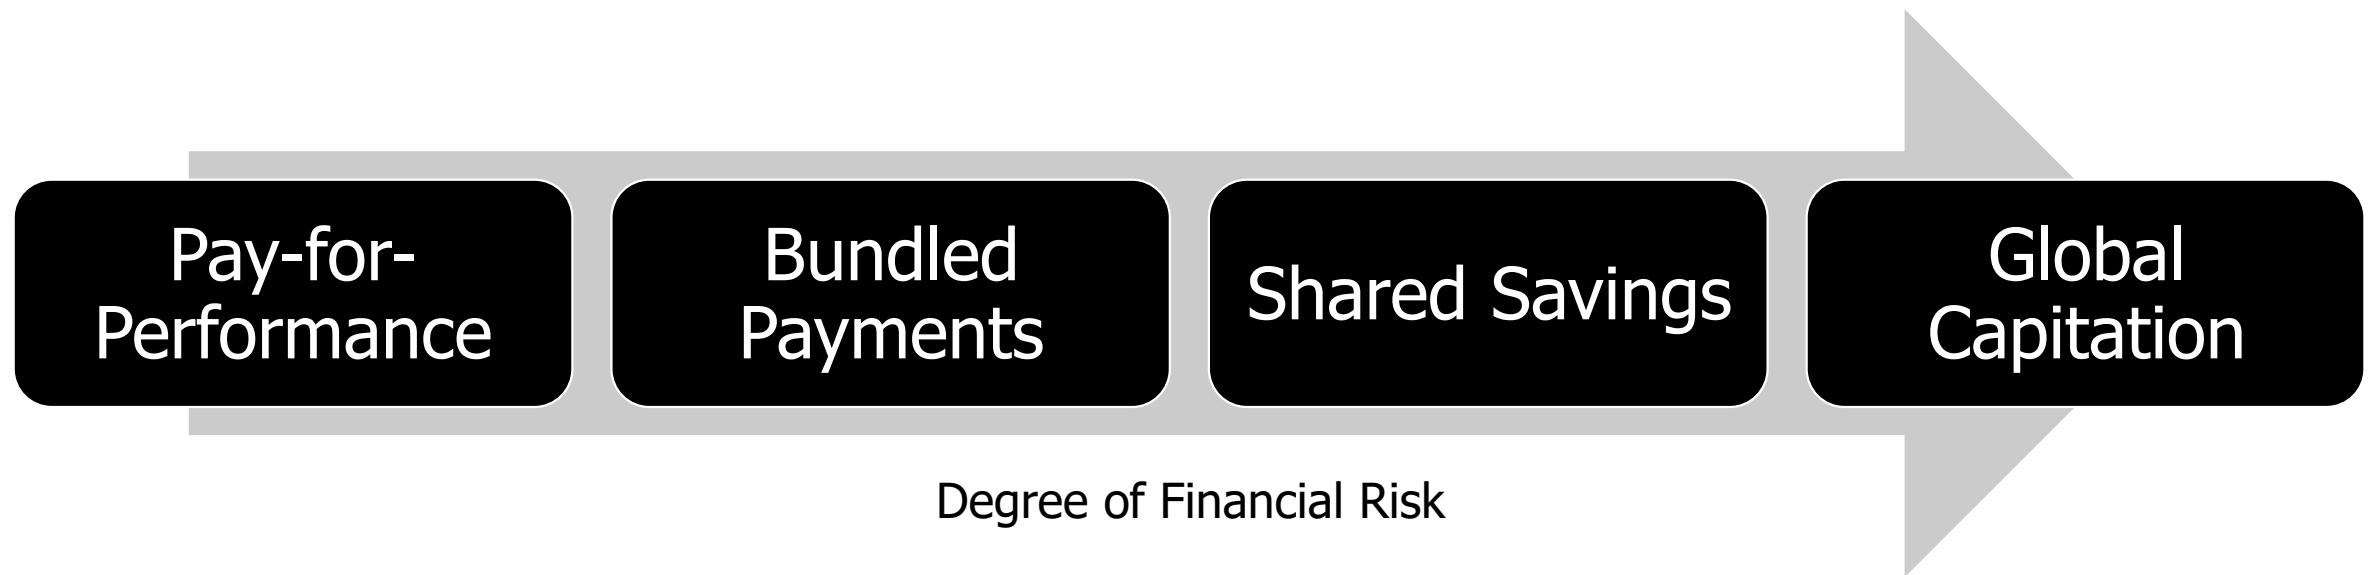 Pay-for-
Performance
Bundled
Payments
Shared Savings
Global
Capitation
Degree of Financial Risk